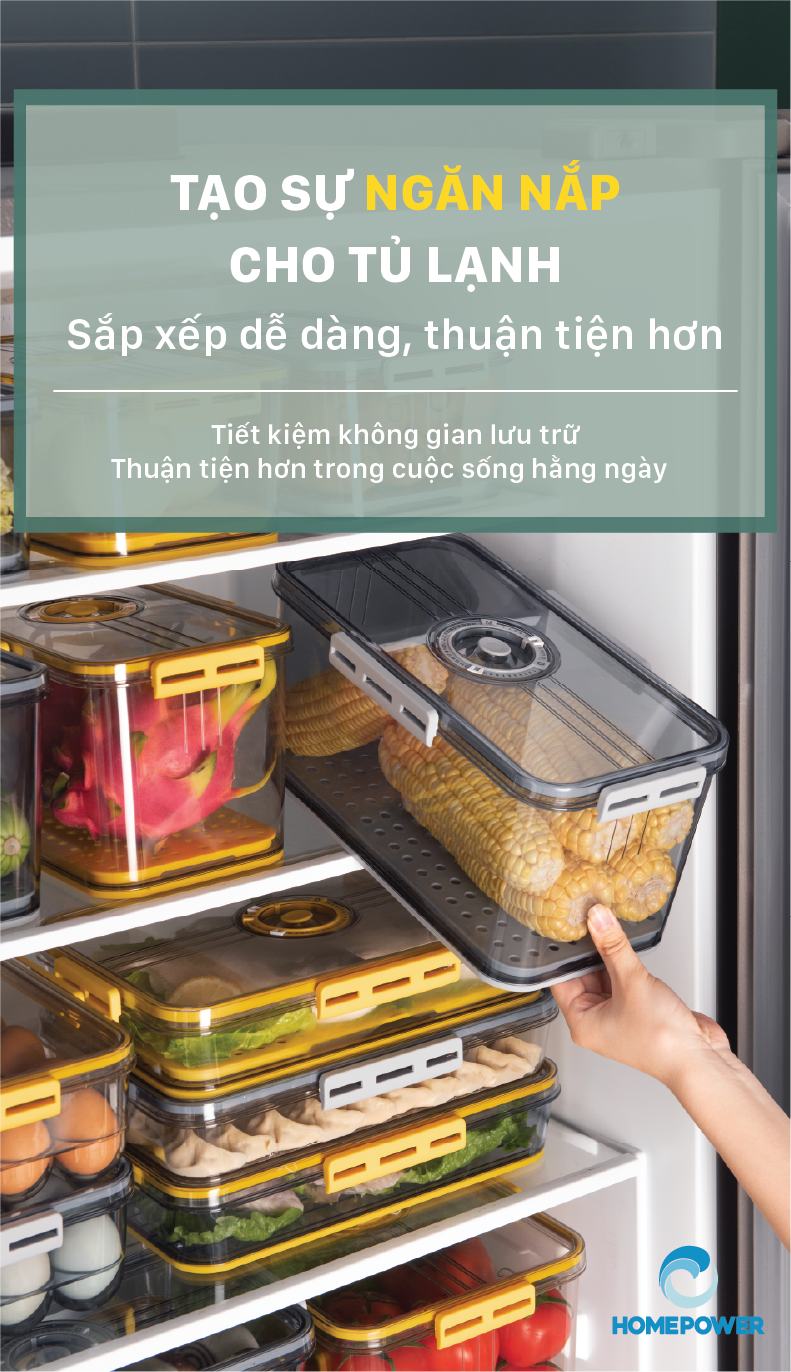 TẠO SỰ NGĂN NẮP
CHO TỦ LẠNH
Sắp xếp dễ dàng, thuận tiện hơn
Tiết kiệm không gian lưu trữ
Thuận tiện hơn trong cuộc sống hằng ngày
HOMEPOWER